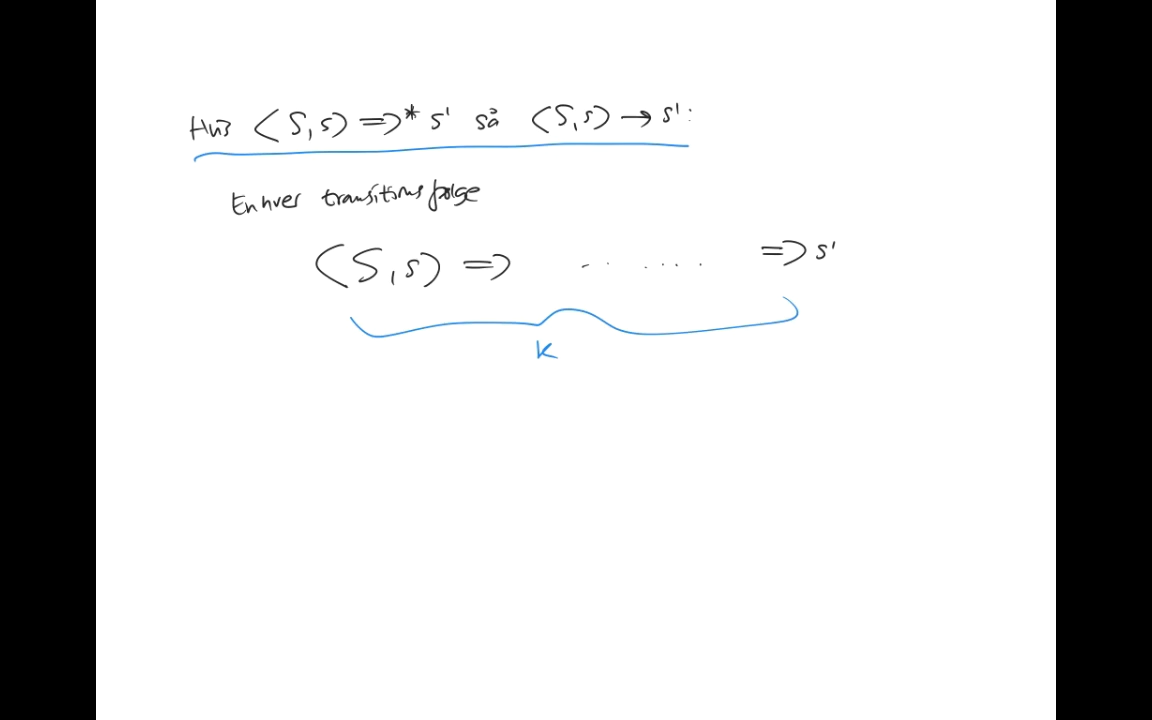 Hvis ⟨S,s⟩ =>* s' så ⟨S,s⟩ → s':
Enhver transitionsfølge
⟨S,s⟩ => ........ => s'
K